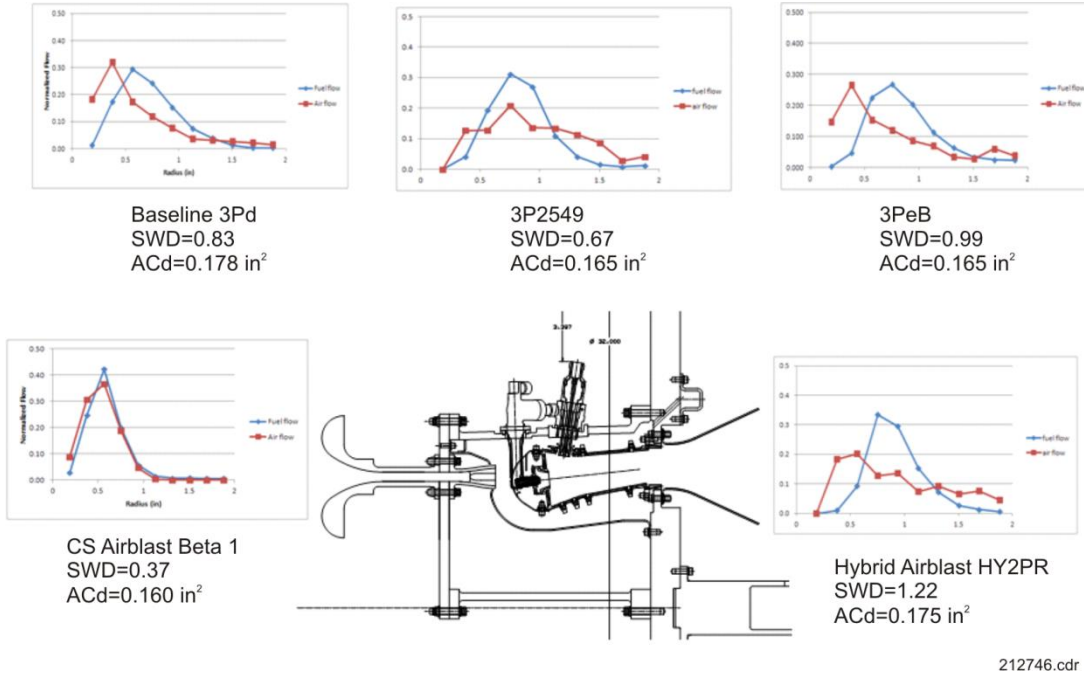 0.50
0.40
0.30
0.20
0.10
0.00
Normalized Flow
0 0.5 1 1.5 2
Radius (in)
Fuel flow
Air flow
Baseline 3Pd
SWD=0.83
ACd=0.178 in²
0.5
0.4
0.3
0.2
0.1
0
0 0.5 1 1.5 2
fuel flow
air flow
3P2549
SWD=0.67
ACd=0.165 in²
0.500
0.400
0.300
0.200
0.100
0.000
0 0.5 1 1.5 2
Fuel flow
Air flow
3PeB
SWD=0.99
ACd=0.165 in²
0.50
0.40
0.30
0.20
0.10
0.00
Normalized Flow
0 0.5 1 1.5 2
Radius (in)
Fuel flow
Air flow
CS Airblast Beta 1
SWD=0.37
ACd=0.160 in²
Ø 32.000
0.5
0.4
0.3
0.2
0.1
0
0 0.5 1 1.5 2
fuel flow
air flow
Hybrid Airblast HY2PR
SWD=1.22
ACd=0.175 in²
212746.cdr